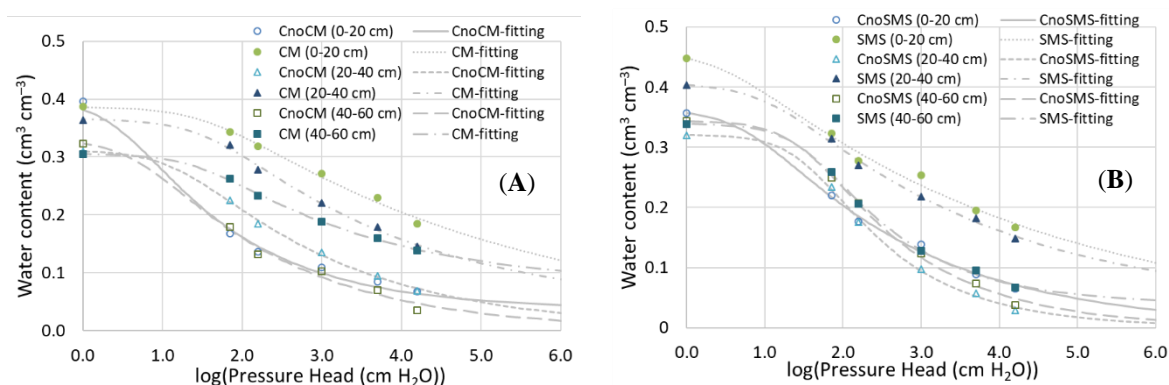 0.5
0.4
0.3
0.2
0.1
0.0
Water content (cm³ cm⁻³)
0.0 1.0 2.0 3.0 4.0 5.0 6.0
log(Pressure Head (cm H₂O))
CnoCM (0-20 cm) CnoCM-fitting
CM (0-20 cm) CM-fitting
CnoCM (20-40 cm) CnoCM-fitting
CM (20-40 cm) CM-fitting
CnoCM (40-60 cm) CnoCM-fitting
CM (40-60 cm) CM-fitting
(A)
0.5
0.4
0.3
0.2
0.1
0
Water content (cm³ cm⁻³)
0.0 1.0 2.0 3.0 4.0 5.0 6.0
log(Pressure Head (cm H₂O))
CnoSMS (0-20 cm) CnoSMS-fitting
SMS (0-20 cm) SMS-fitting
CnoSMS (20-40 cm) CnoSMS-fitting
SMS (20-40 cm) SMS-fitting
CnoSMS (40-60 cm) CnoSMS-fitting
SMS (40-60 cm) SMS-fitting
(B)